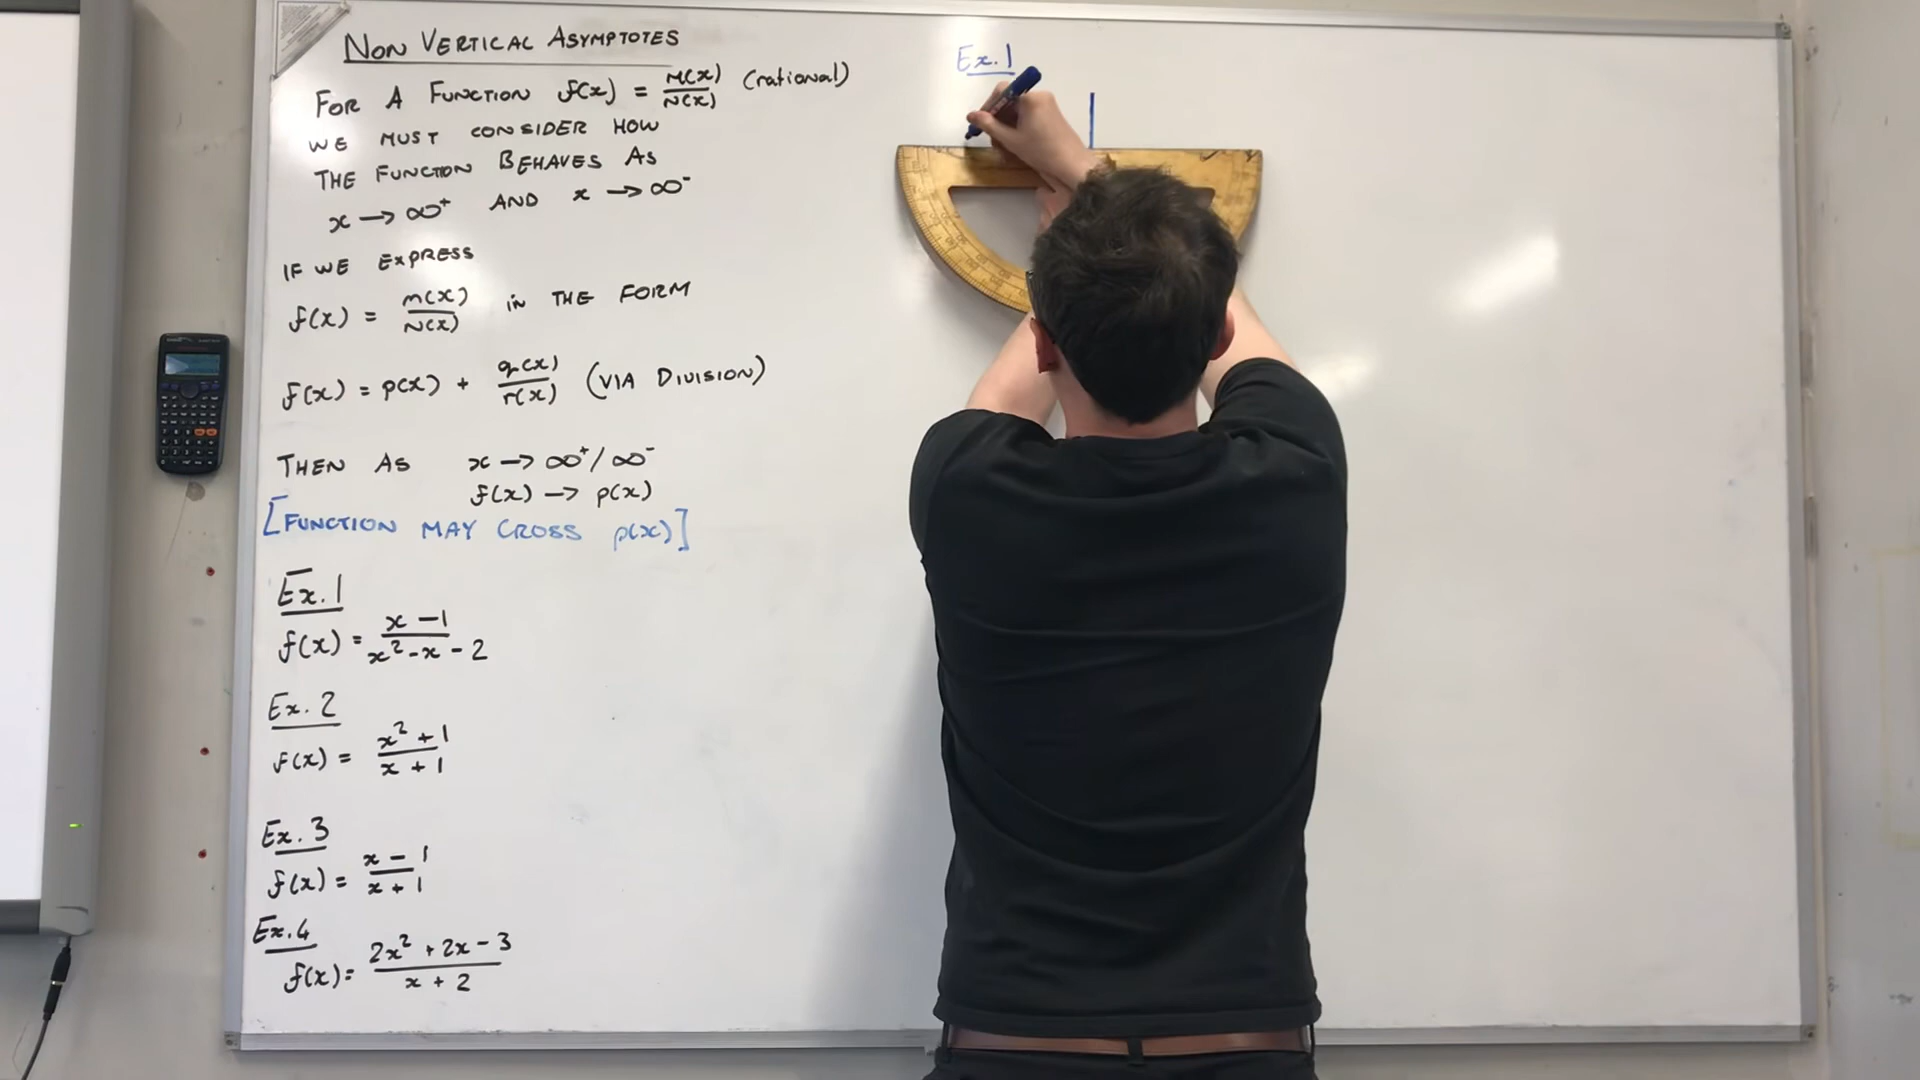 NON VERTICAL ASYMPTOTES
FOR A FUNCTION f(x) = M(x)/N(x) (rational)
WE MUST CONSIDER HOW
THE FUNCTION BEHAVES AS
x → ∞⁺ AND x → ∞⁻
IF WE EXPRESS
f(x) = M(x)/N(x) IN THE FORM
f(x) = p(x) + q(x)/r(x) (VIA DIVISION)
THEN AS x → ∞⁺/∞⁻
f(x) → p(x)
[FUNCTION MAY CROSS p(x)]
Ex.1
f(x) = x - 1/x² - x - 2
Ex. 2
f(x) = x² + 1/x + 1
Ex. 3
f(x) = x - 1/x + 1
Ex.4
f(x) = 2x² + 2x - 3/x + 2
Ex.1